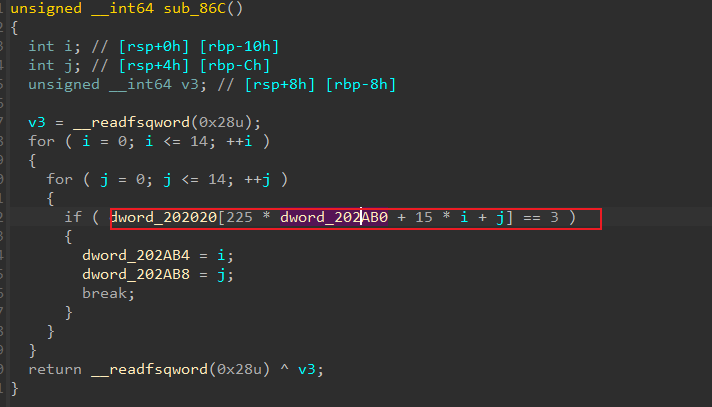 unsigned __int64 sub_86C()
{
int i; // [rsp+0h] [rbp-10h]
int j; // [rsp+4h] [rbp-Ch]
unsigned __int64 v3; // [rsp+8h] [rbp-8h]
v3 = __readfsqword(0x28u);
for ( i = 0; i <= 14; ++i )
{
for ( j = 0; j <= 14; ++j )
{
if ( dword_202020[225 * dword_202AB0 + 15 * i + j] == 3 )
{
dword_202AB4 = i;
dword_202AB8 = j;
break;
}
}
}
return __readfsqword(0x28u) ^ v3;
}